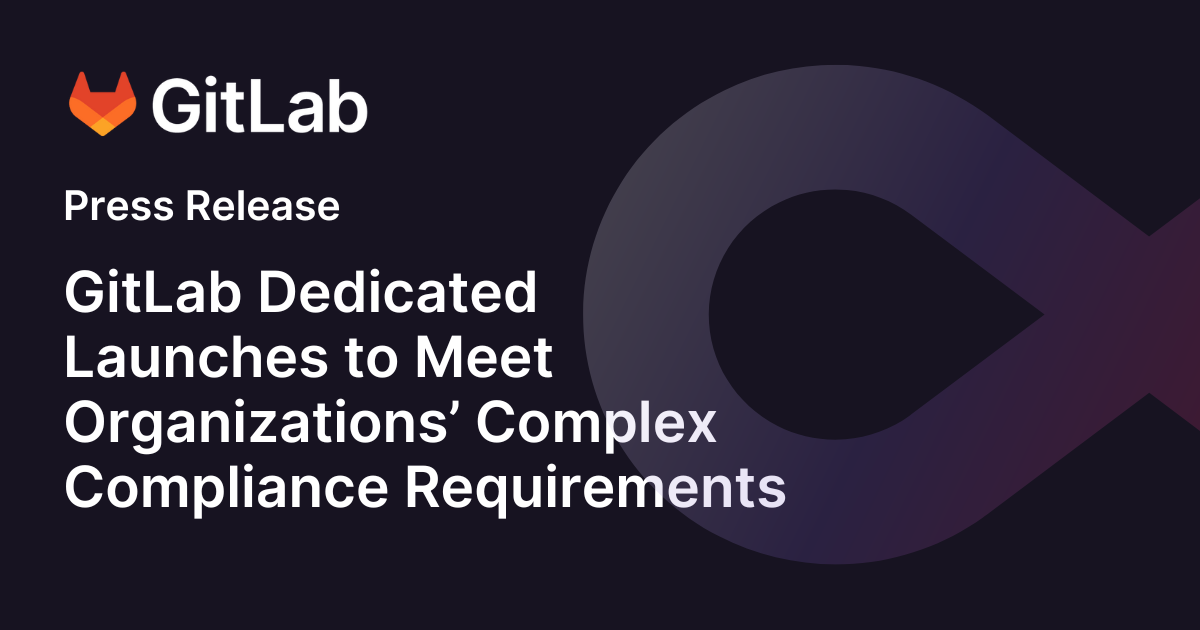 GitLab
Press Release
GitLab Dedicated
Launches to Meet
Organizations’ Complex
Compliance Requirements